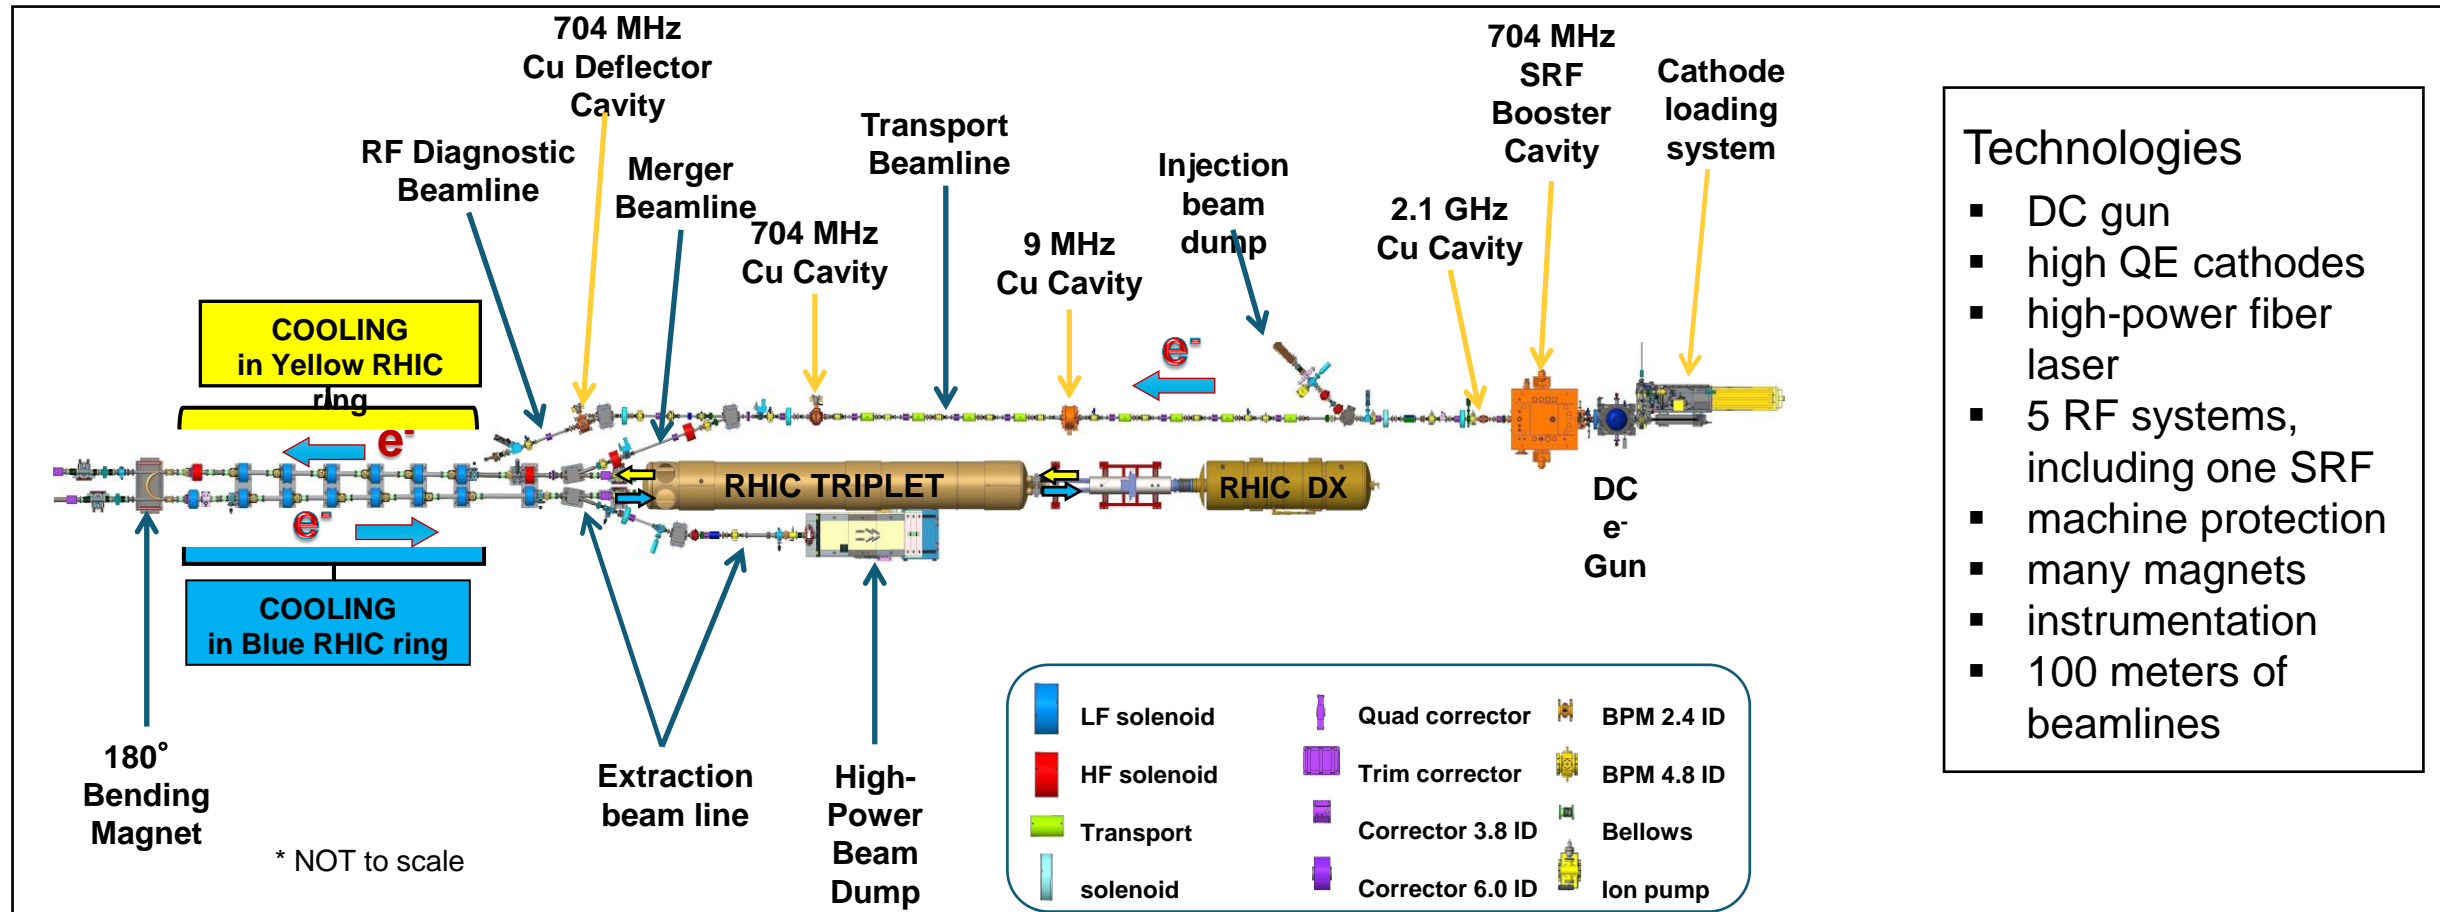 704 MHz
Cu Deflector
Cavity
RF Diagnostic
Beamline
Merger
Beamline
704 MHz
Cu Cavity
Transport
Beamline
9 MHz
Cu Cavity
Injection
beam
dump
2.1 GHz
Cu Cavity
704 MHz
SRF
Booster
Cavity
Cathode
loading
system
COOLING
in Yellow RHIC
ring
e-
e-
e-
RHIC TRIPLET
RHIC DX
DC
e-
Gun
COOLING
in Blue RHIC ring
180°
Bending
Magnet
* NOT to scale
Extraction
beam line
High-
Power
Beam
Dump
LF solenoid
HF solenoid
Transport
solenoid
Quad corrector
Trim corrector
Corrector 3.8 ID
Corrector 6.0 ID
BPM 2.4 ID
BPM 4.8 ID
Bellows
Ion pump
Technologies
▪ DC gun
▪ high QE cathodes
▪ high-power fiber
laser
▪ 5 RF systems,
including one SRF
▪ machine protection
▪ many magnets
▪ instrumentation
▪ 100 meters of
beamlines